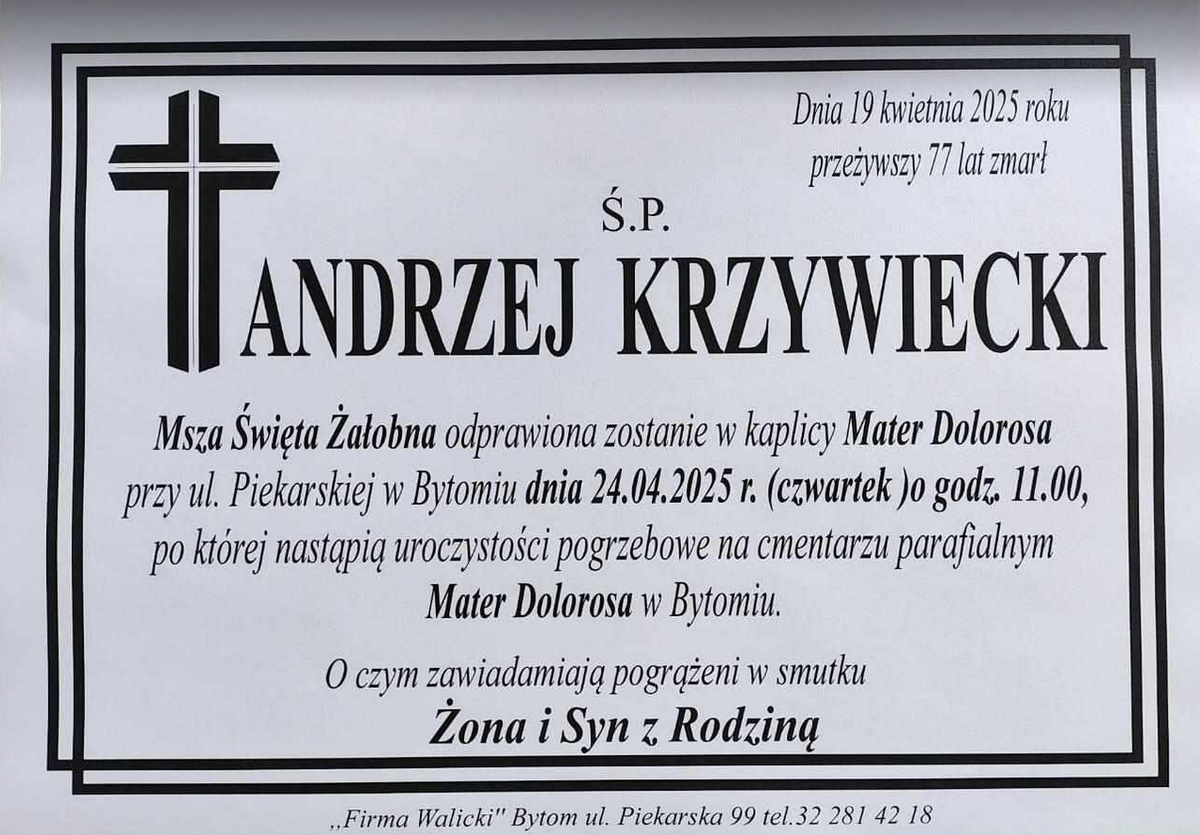 Dnia 19 kwietnia 2025 roku
przeżywszy 77 lat zmarł
Ś.P.
ANDRZEJ KRZYWIECKI
Msza Święta Żałobna odprawiona zostanie w kaplicy Mater Dolorosa
przy ul. Piekarskiej w Bytomiu dnia 24.04.2025 r. (czwartek )o godz. 11.00,
po której nastąpią uroczystości pogrzebowe na cmentarzu parafialnym
Mater Dolorosa w Bytomiu.
O czym zawiadamiają pogrążeni w smutku
Żona i Syn z Rodziną
,,Firma Walicki" Bytom ul. Piekarska 99 tel.32 281 42 18